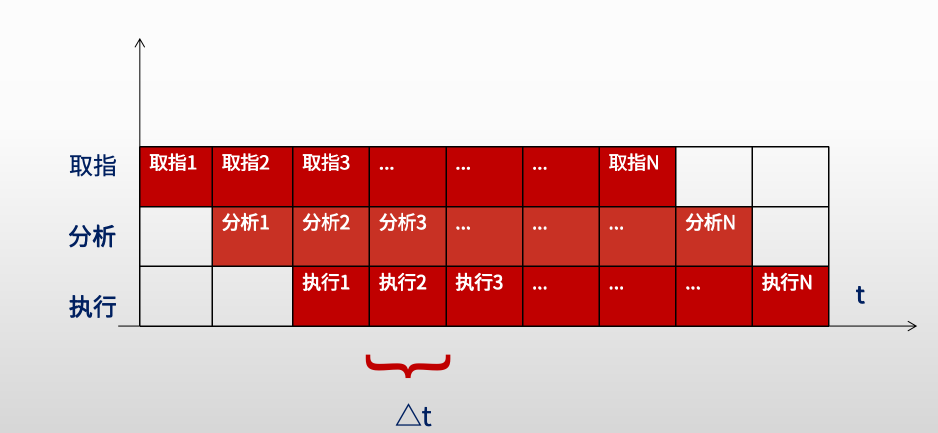 取指 取指1 取指2 取指3 ... ... ... 取指N
分析 分析1 分析2 分析3 ... ... ... 分析N
执行 执行1 执行2 执行3 ... ... ... 执行N
t
△t